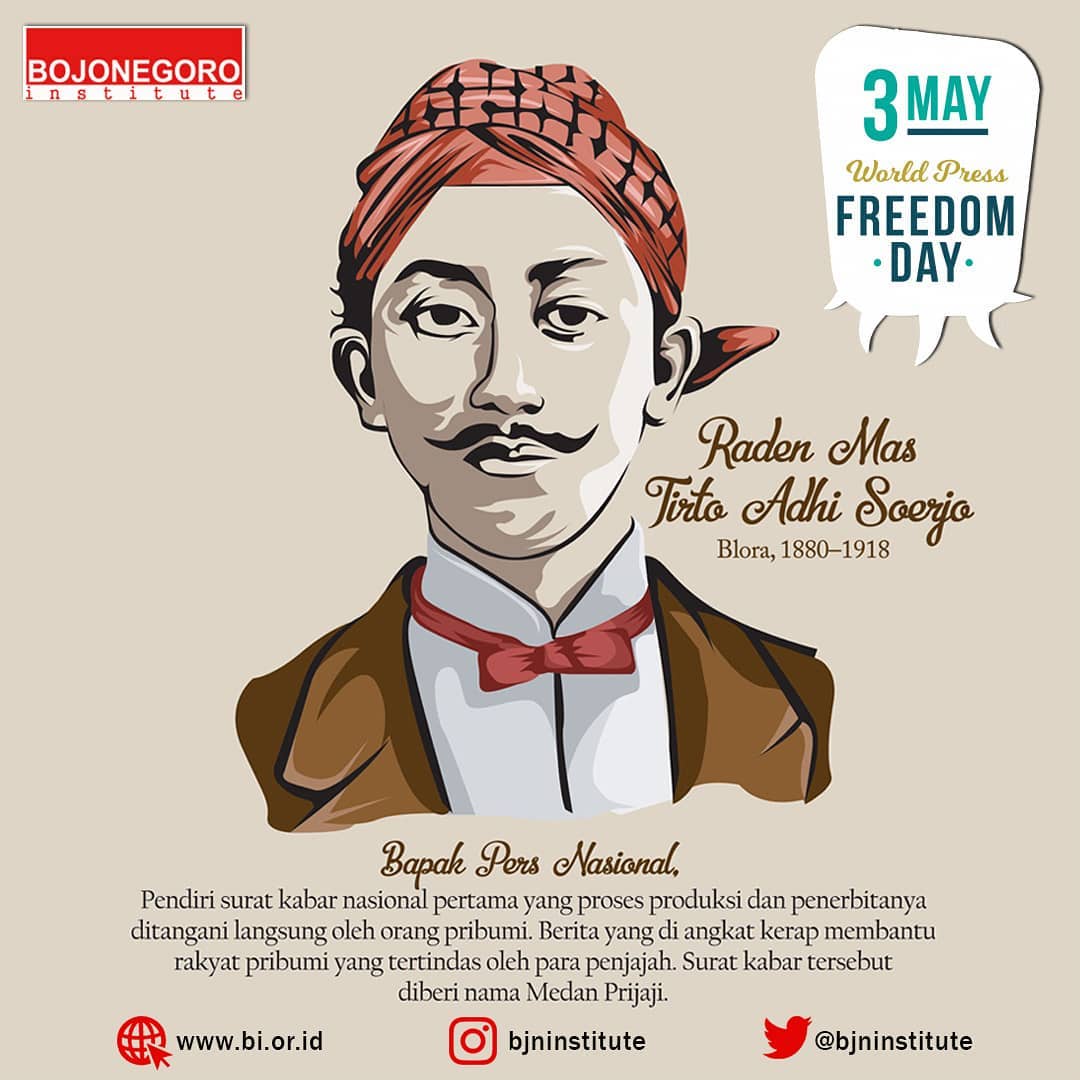 BOJONEGORO
institute
3 MAY
World Press
FREEDOM
·DAY·
Raden Mas
Tirto Adhi Soerjo
Blora, 1880–1918
Bapak Pers Nasional,
Pendiri surat kabar nasional pertama yang proses produksi dan penerbitanya
ditangani langsung oleh orang pribumi. Berita yang di angkat kerap membantu
rakyat pribumi yang tertindas oleh para penjajah. Surat kabar tersebut
diberi nama Medan Prijaji.
www.bi.or.id
bjninstitute
@bjninstitute